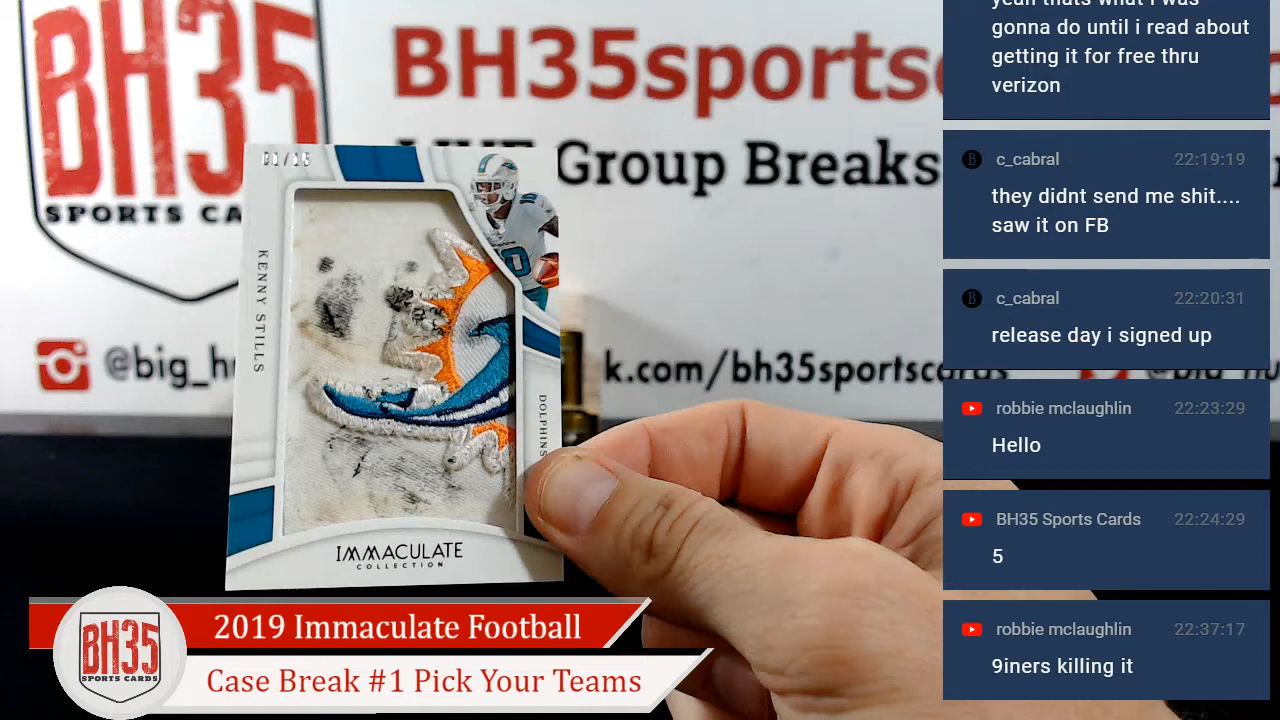 BH35
SPORTS CA
BH35sports
Group Breaks
@big_h
k.com/bh35sportscards
01/15
KENNY STILLS
10
DOLPHINS
IMMACULATE
COLLECTION
BH35
SPORTS CARDS
2019 Immaculate Football
Case Break #1 Pick Your Teams
gonna do until i read about
getting it for free thru
verizon
c_cabral 22:19:19
they didnt send me shit....
saw it on FB
c_cabral 22:20:31
release day i signed up
robbie mclaughlin 22:23:29
Hello
BH35 Sports Cards 22:24:29
5
robbie mclaughlin 22:37:17
9iners killing it